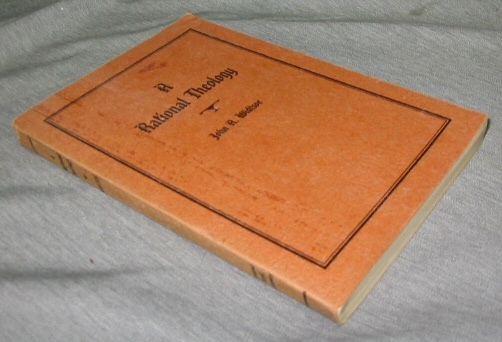 A
Rational Theology
John A. Widtsoe